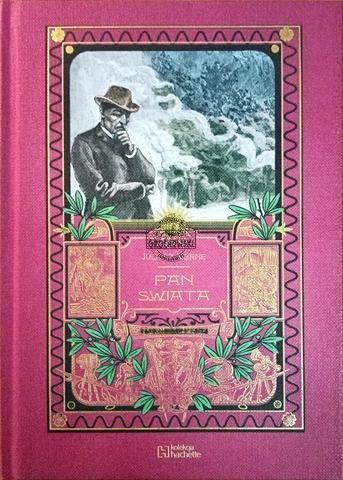 GROCHOWSKI
PAN
ŚWIATA
kolekcja
hachette